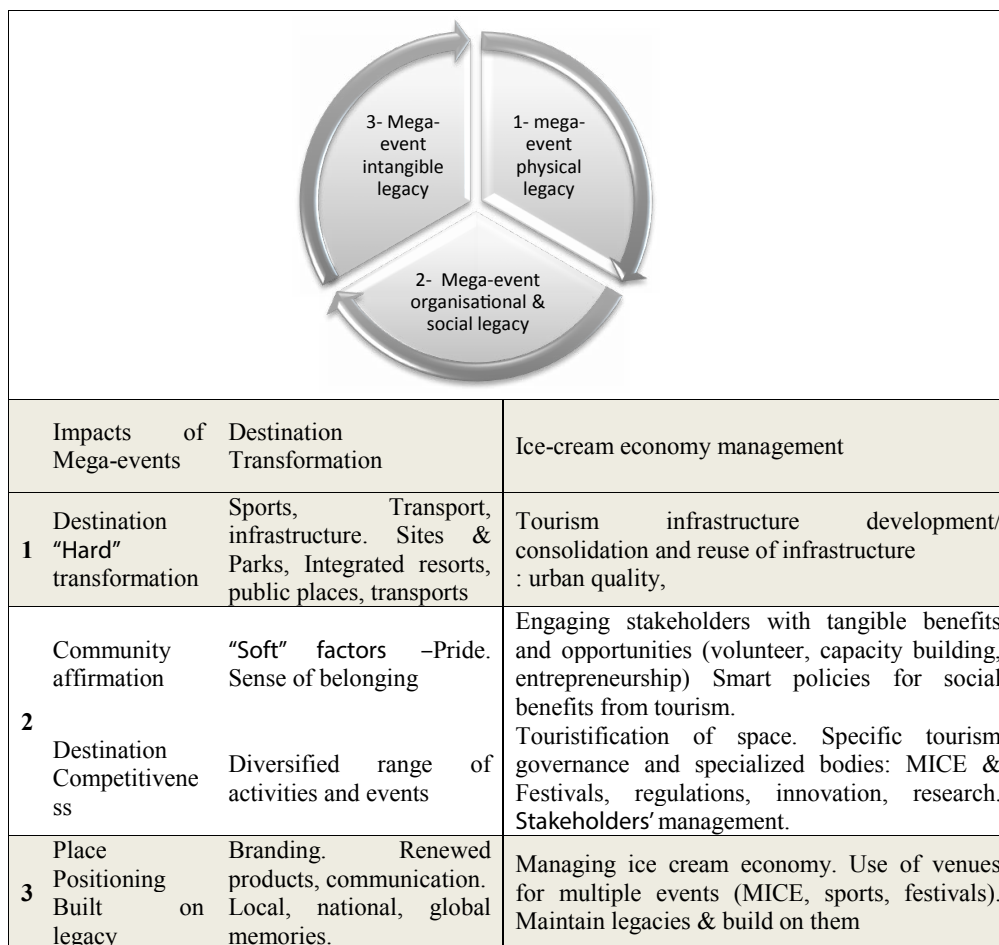 3- Mega-
event
intangible
legacy
1- mega-
event
physical
legacy
2- Mega-event
organisational &
social legacy
Impacts of
Mega-events
Destination
Transformation
Ice-cream economy management
1
Destination
“Hard”
transformation
Sports, Transport,
infrastructure. Sites &
Parks, Integrated resorts,
public places, transports
Tourism infrastructure development/
consolidation and reuse of infrastructure
: urban quality,
2
Community
affirmation
“Soft” factors –Pride.
Sense of belonging
Engaging stakeholders with tangible benefits
and opportunities (volunteer, capacity building,
entrepreneurship) Smart policies for social
benefits from tourism.
Destination
Competitivene
ss
Diversified range of
activities and events
Touristification of space. Specific tourism
governance and specialized bodies: MICE &
Festivals, regulations, innovation, research.
Stakeholders’ management.
3
Place
Positioning
Built on
legacy
Branding. Renewed
products, communication.
Local, national, global
memories.
Managing ice cream economy. Use of venues
for multiple events (MICE, sports, festivals).
Maintain legacies & build on them